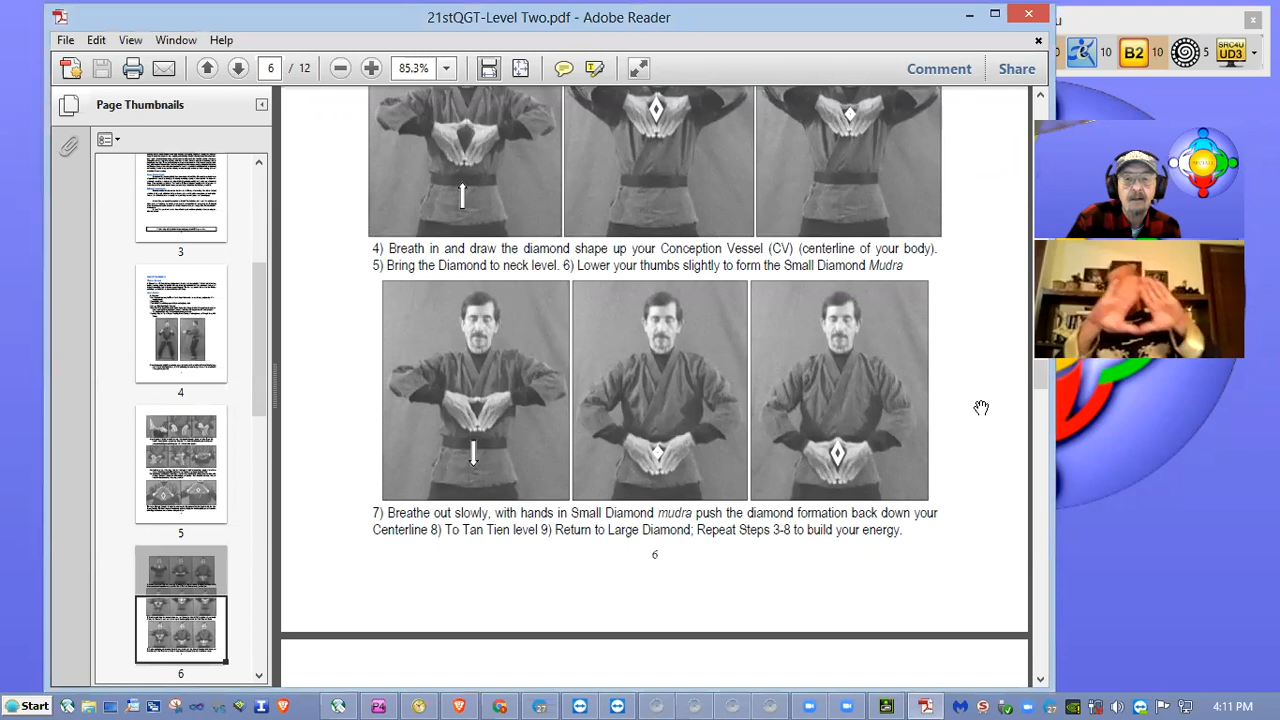 21stQGT-Level Two.pdf - Adobe Reader
File Edit View Window Help
6 / 12 85.3% Comment Share
10 B2 10 5 SRC4U UD3
Page Thumbnails
3
4
5
6
4) Breath in and draw the diamond shape up your Conception Vessel (CV) (centerline of your body).
5) Bring the Diamond to neck level. 6) Lower your thumbs slightly to form the Small Diamond Mudra
7) Breathe out slowly, with hands in Small Diamond mudra push the diamond formation back down your
Centerline 8) To Tan Tien level 9) Return to Large Diamond; Repeat Steps 3-8 to build your energy.
6
Start 4:11 PM